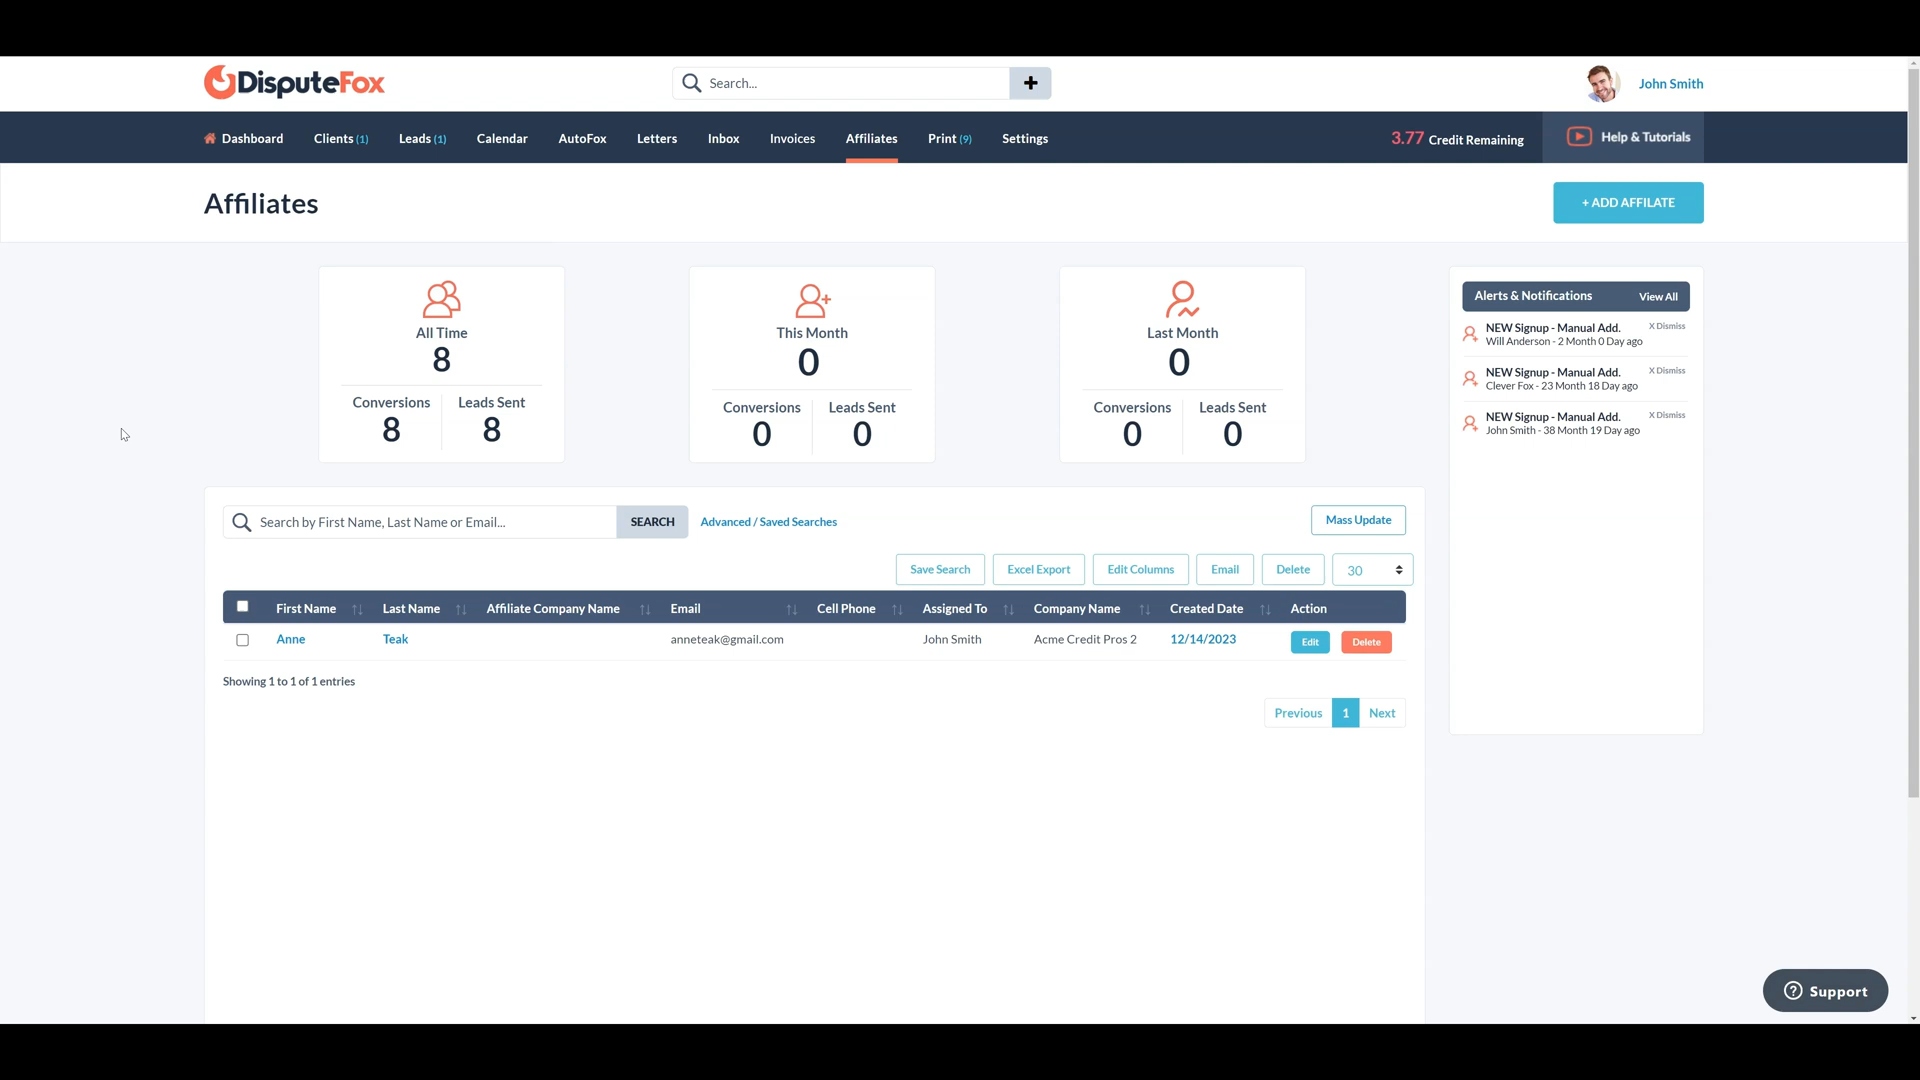 DisputeFox
Search...
John Smith
Dashboard Clients (1) Leads (1) Calendar AutoFox Letters Inbox Invoices Affiliates Print (9) Settings 3.77 Credit Remaining Help & Tutorials
Affiliates
+ ADD AFFILATE
All Time
8
Conversions Leads Sent
8 8
This Month
0
Conversions Leads Sent
0 0
Last Month
0
Conversions Leads Sent
0 0
Alerts & Notifications View All
NEW Signup - Manual Add. X Dismiss
Will Anderson - 2 Month 0 Day ago
NEW Signup - Manual Add. X Dismiss
Clever Fox - 23 Month 18 Day ago
NEW Signup - Manual Add. X Dismiss
John Smith - 38 Month 19 Day ago
Search by First Name, Last Name or Email... SEARCH Advanced / Saved Searches Mass Update
Save Search Excel Export Edit Columns Email Delete 30
First Name Last Name Affiliate Company Name Email Cell Phone Assigned To Company Name Created Date Action
Anne Teak anneteak@gmail.com John Smith Acme Credit Pros 2 12/14/2023 Edit Delete
Showing 1 to 1 of 1 entries
Previous 1 Next
Support